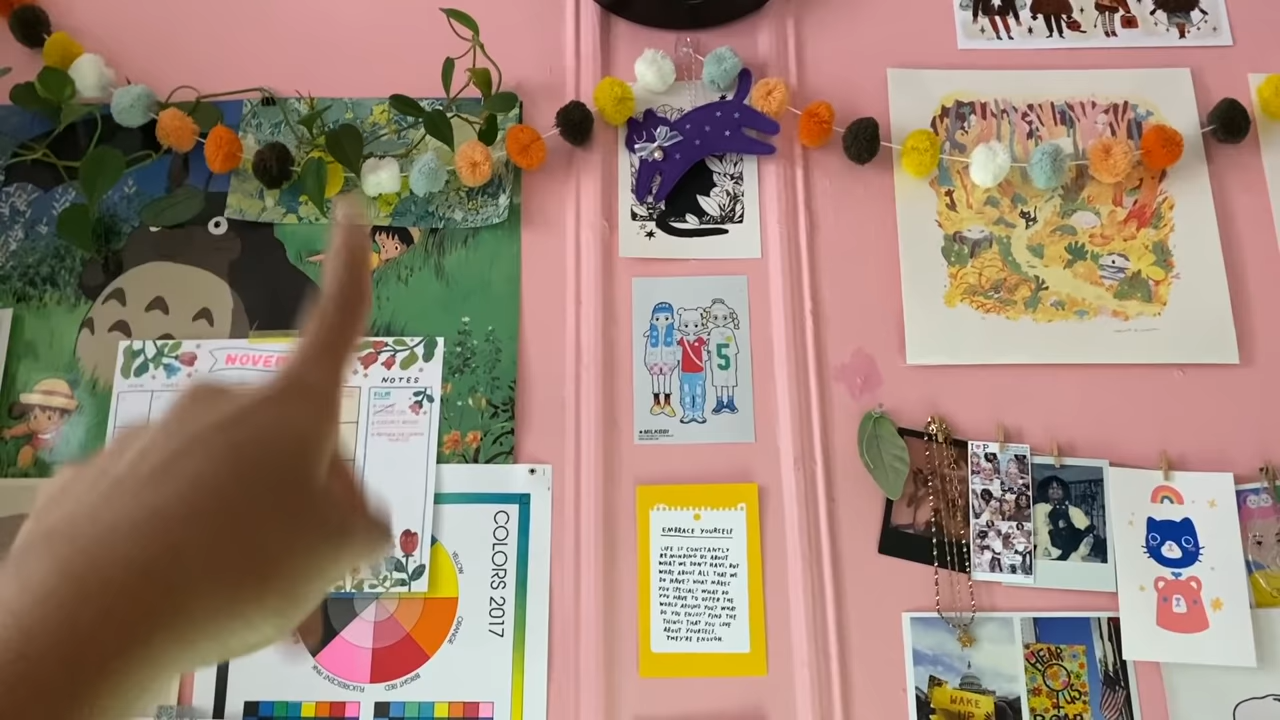 NOTES
FILM
COLORS 2017
YELLOW
ORANGE
BRIGHT RED
FLUORESCENT PINK
5
★MILKBBI
EMBRACE YOURSELF
LIFE IS CONSTANTLY
REMINDING US ABOUT
WHAT WE DON'T HAVE, BUT
WHAT ABOUT ALL THAT WE
DO HAVE? WHAT MAKES
YOU SPECIAL? WHAT DO
YOU HAVE TO OFFER THE
WORLD AROUND YOU? WHAT
DO YOU ENJOY? FIND THE
THINGS THAT YOU LOVE
ABOUT YOURSELF,
THEY'RE ENOUGH.
WAKE
UP
HEAR
US
ROAR